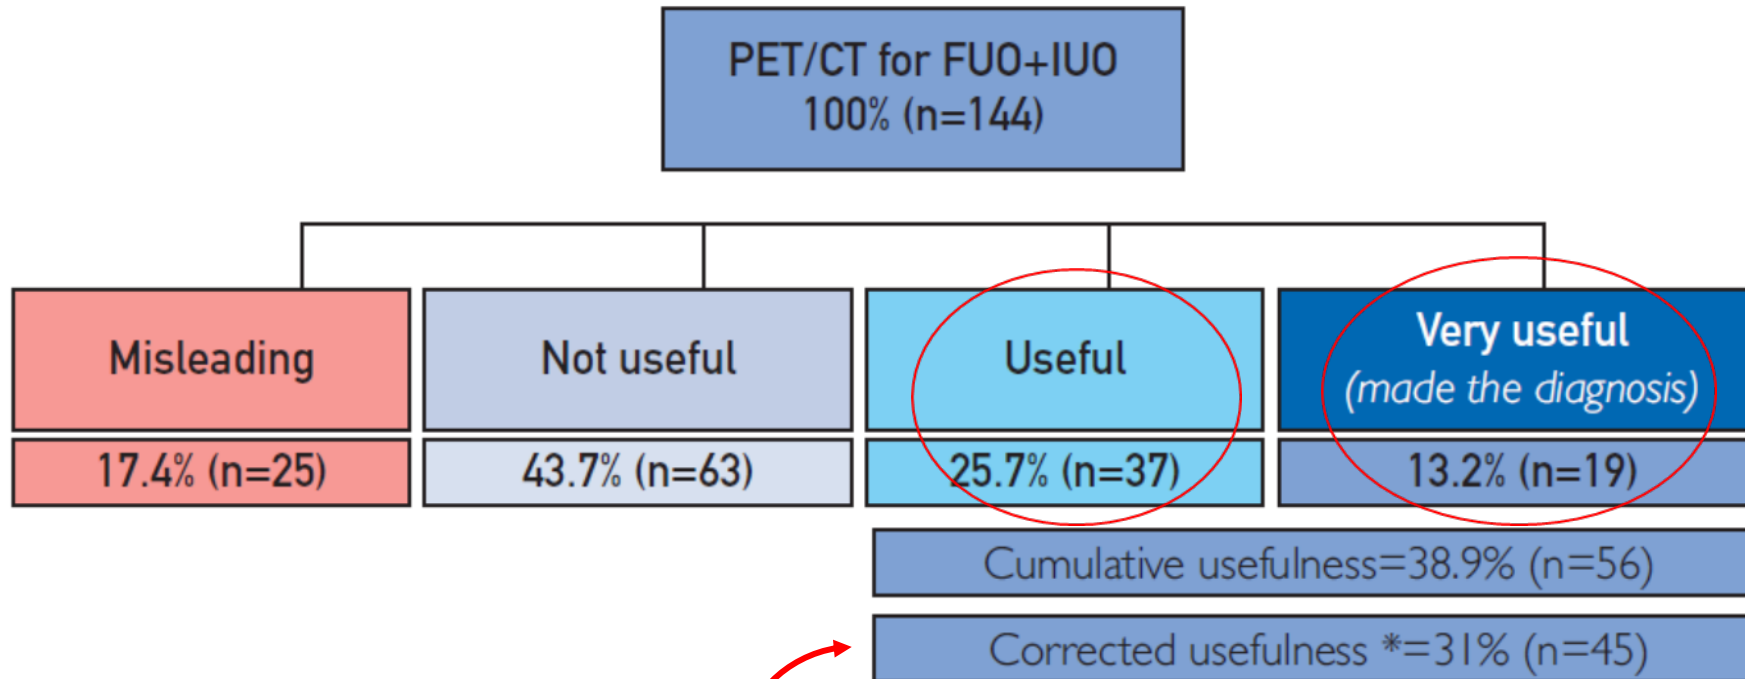 PET/CT for FUO+IUO
100% (n=144)
Misleading
Not useful
Useful
Very useful
(made the diagnosis)
17.4% (n=25)
43.7% (n=63)
25.7% (n=37)
13.2% (n=19)
Cumulative usefulness=38.9% (n=56)
Corrected usefulness *=31% (n=45)